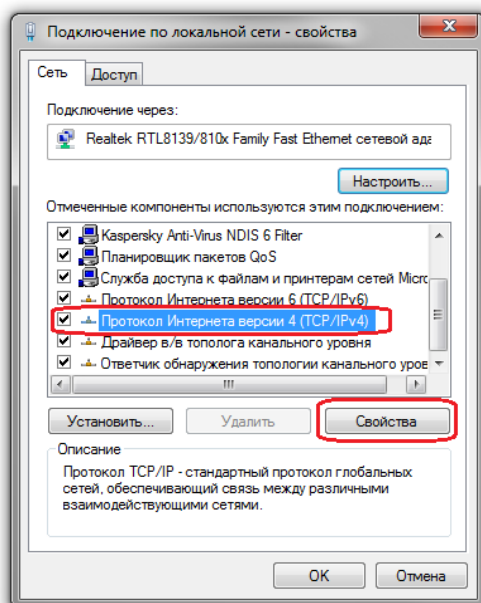 Подключение по локальной сети - свойства
Сеть
Доступ
Подключение через:
Realtek RTL8139/810x Family Fast Ethernet сетевой ада
Настроить...
Отмеченные компоненты используются этим подключением:
Kaspersky Anti-Virus NDIS 6 Filter
Планировщик пакетов QoS
Служба доступа к файлам и принтерам сетей Micro
Протокол Интернета версии 6 (TCP/IPv6)
Протокол Интернета версии 4 (TCP/IPv4)
Драйвер в/в тополога канального уровня
Ответчик обнаружения топологии канального уров
Установить...
Удалить
Свойства
Описание
Протокол TCP/IP - стандартный протокол глобальных
сетей, обеспечивающий связь между различными
взаимодействующими сетями.
OK
Отмена